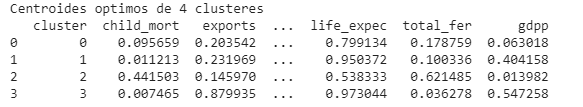 Centroides optimos de 4 clusteres
cluster child_mort exports ... life_expec total_fer gdpp
0 0 0.095659 0.203542 ... 0.799134 0.178759 0.063018
1 1 0.011213 0.231969 ... 0.950372 0.100336 0.404158
2 2 0.441503 0.145970 ... 0.538333 0.621485 0.013982
3 3 0.007465 0.879935 ... 0.973044 0.036278 0.547258